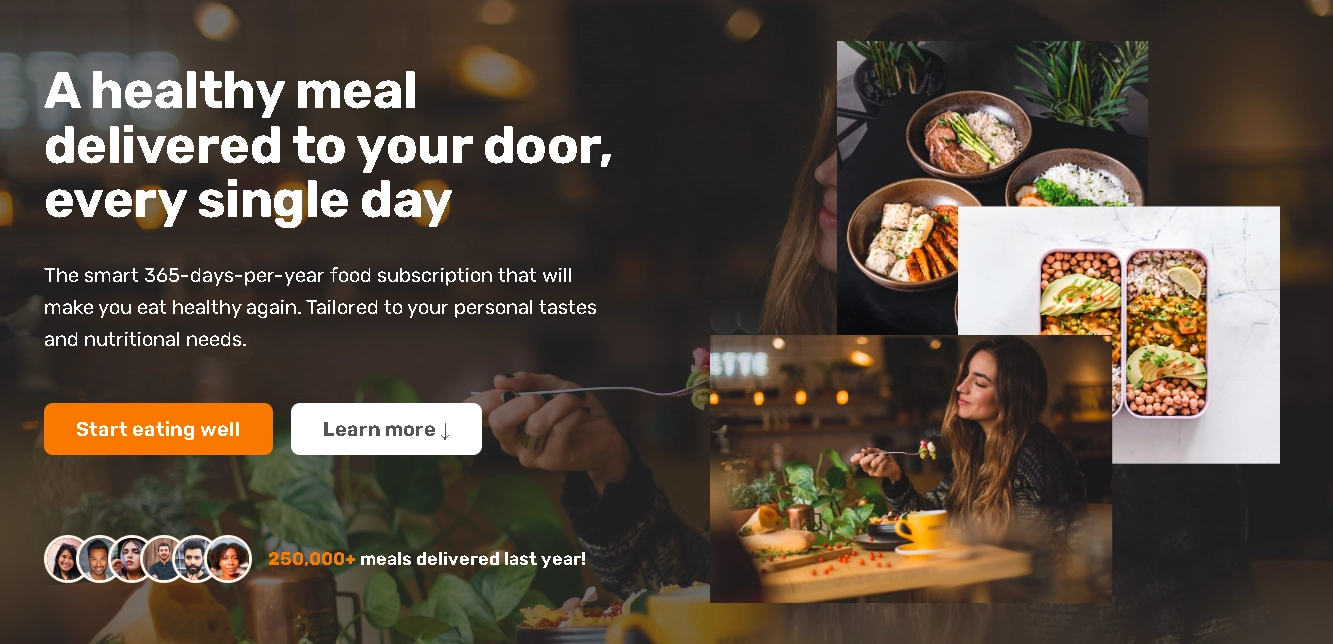 A healthy meal
delivered to your door,
every single day
The smart 365-days-per-year food subscription that will
make you eat healthy again. Tailored to your personal tastes
and nutritional needs.
Start eating well
Learn more ↓
250,000+ meals delivered last year!
ETTE